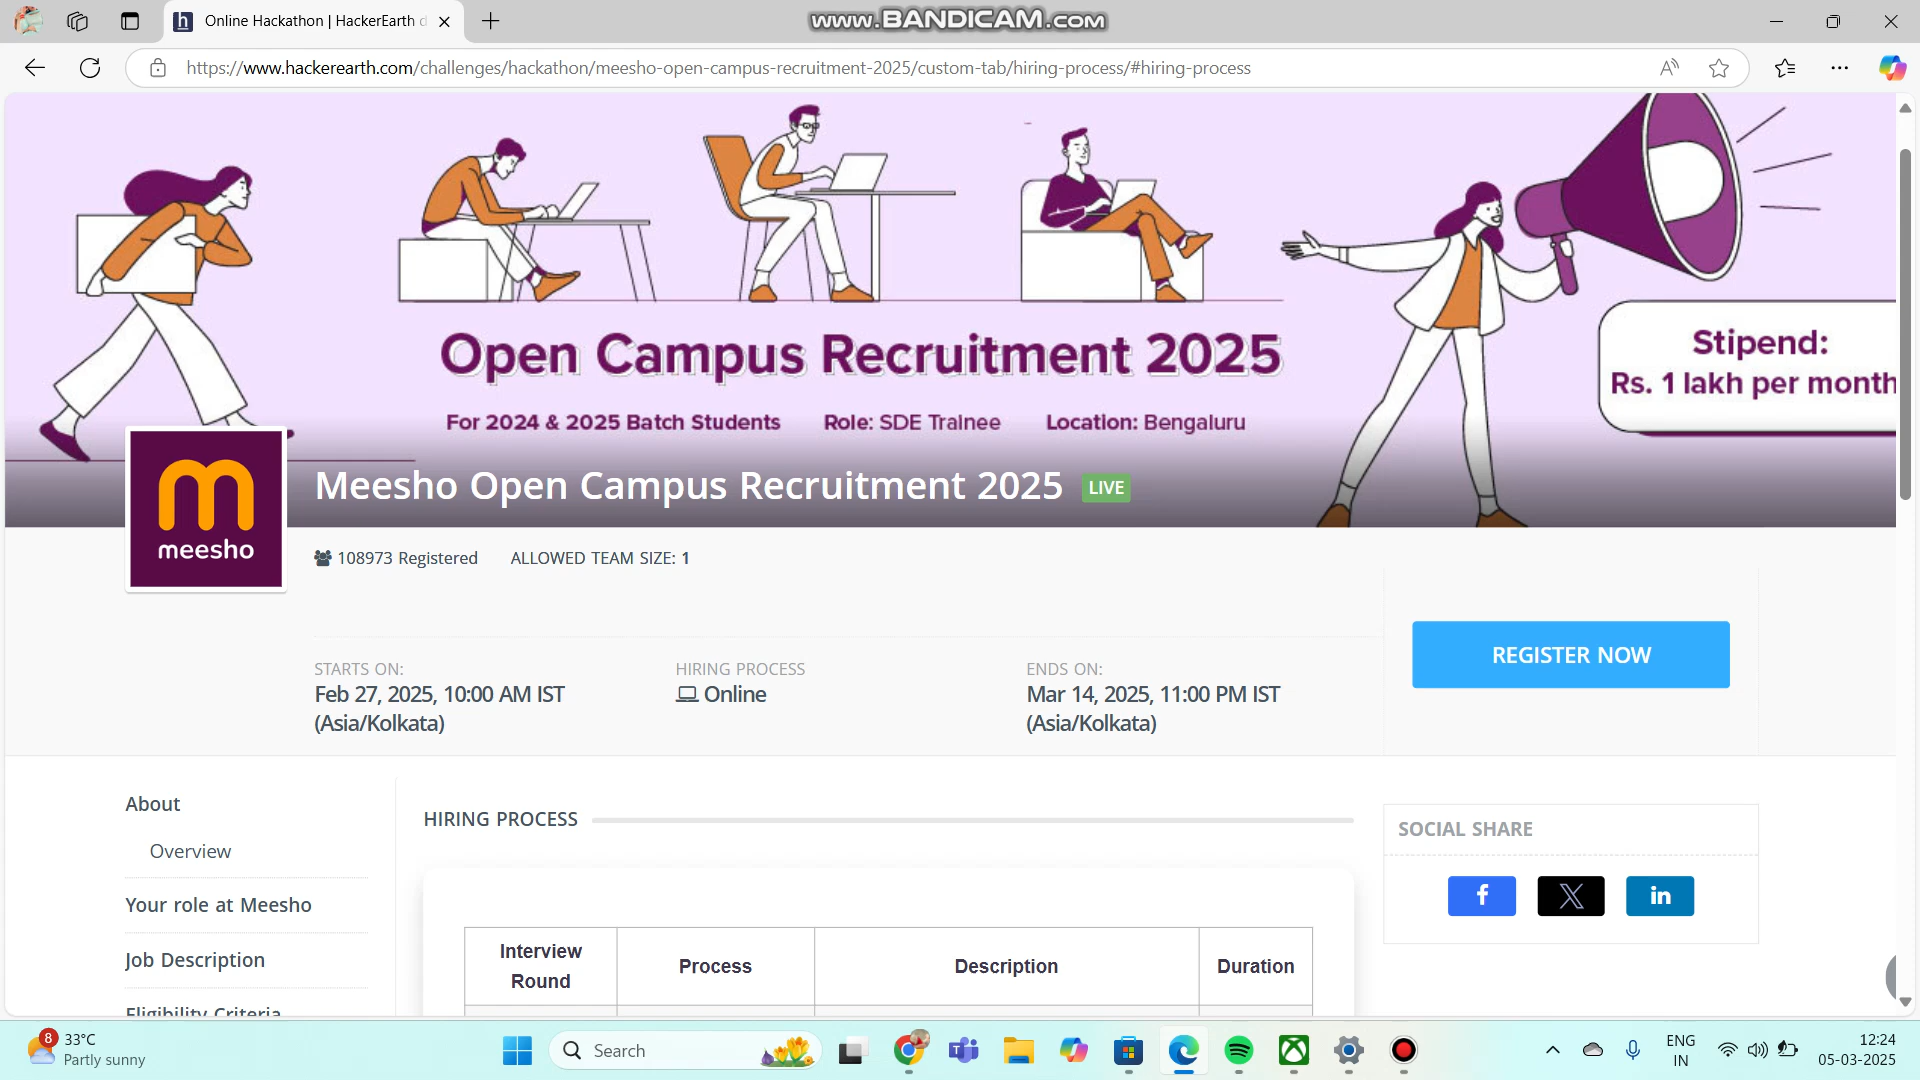 Online Hackathon | HackerEarth d
www.BANDICAM.com
https://www.hackerearth.com/challenges/hackathon/meesho-open-campus-recruitment-2025/custom-tab/hiring-process/#hiring-process
Open Campus Recruitment 2025
For 2024 & 2025 Batch Students Role: SDE Trainee Location: Bengaluru
Stipend:
Rs. 1 lakh per month
meesho
Meesho Open Campus Recruitment 2025 LIVE
108973 Registered ALLOWED TEAM SIZE: 1
STARTS ON:
Feb 27, 2025, 10:00 AM IST
(Asia/Kolkata)
HIRING PROCESS
Online
ENDS ON:
Mar 14, 2025, 11:00 PM IST
(Asia/Kolkata)
REGISTER NOW
About
Overview
Your role at Meesho
Job Description
Eligibility Criteria
HIRING PROCESS
Interview
Round
Process
Description
Duration
SOCIAL SHARE
8
33°C
Partly sunny
Search
ENG
IN
12:24
05-03-2025